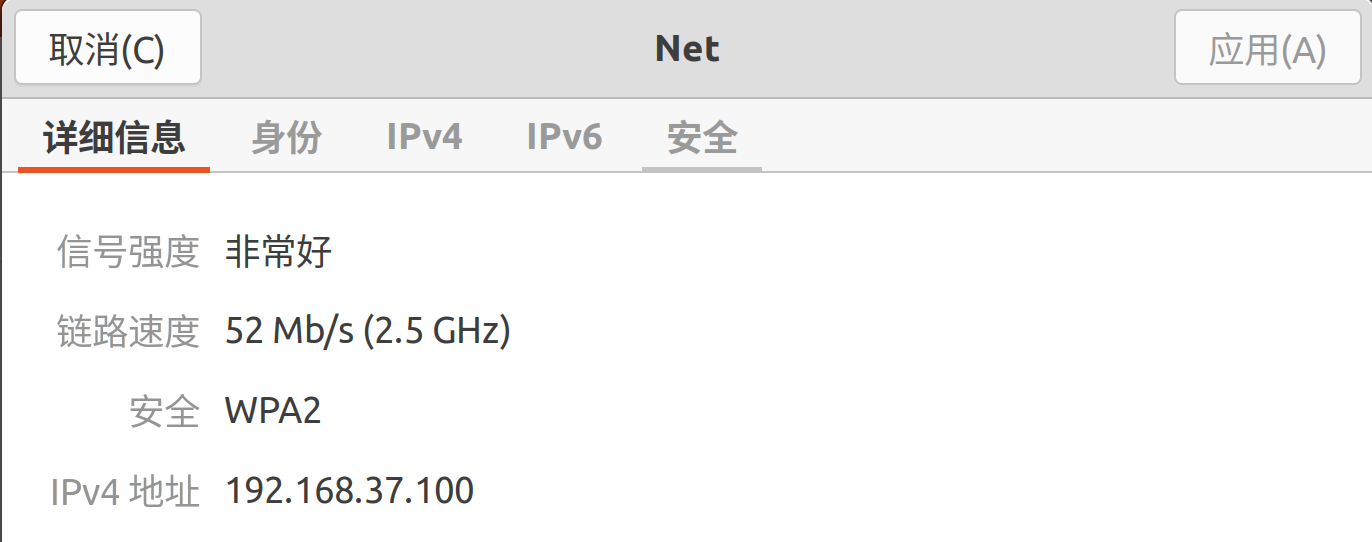 取消(C) Net 应用(A)
详细信息 身份 IPv4 IPv6 安全
信号强度 非常好
链路速度 52 Mb/s (2.5 GHz)
安全 WPA2
IPv4 地址 192.168.37.100